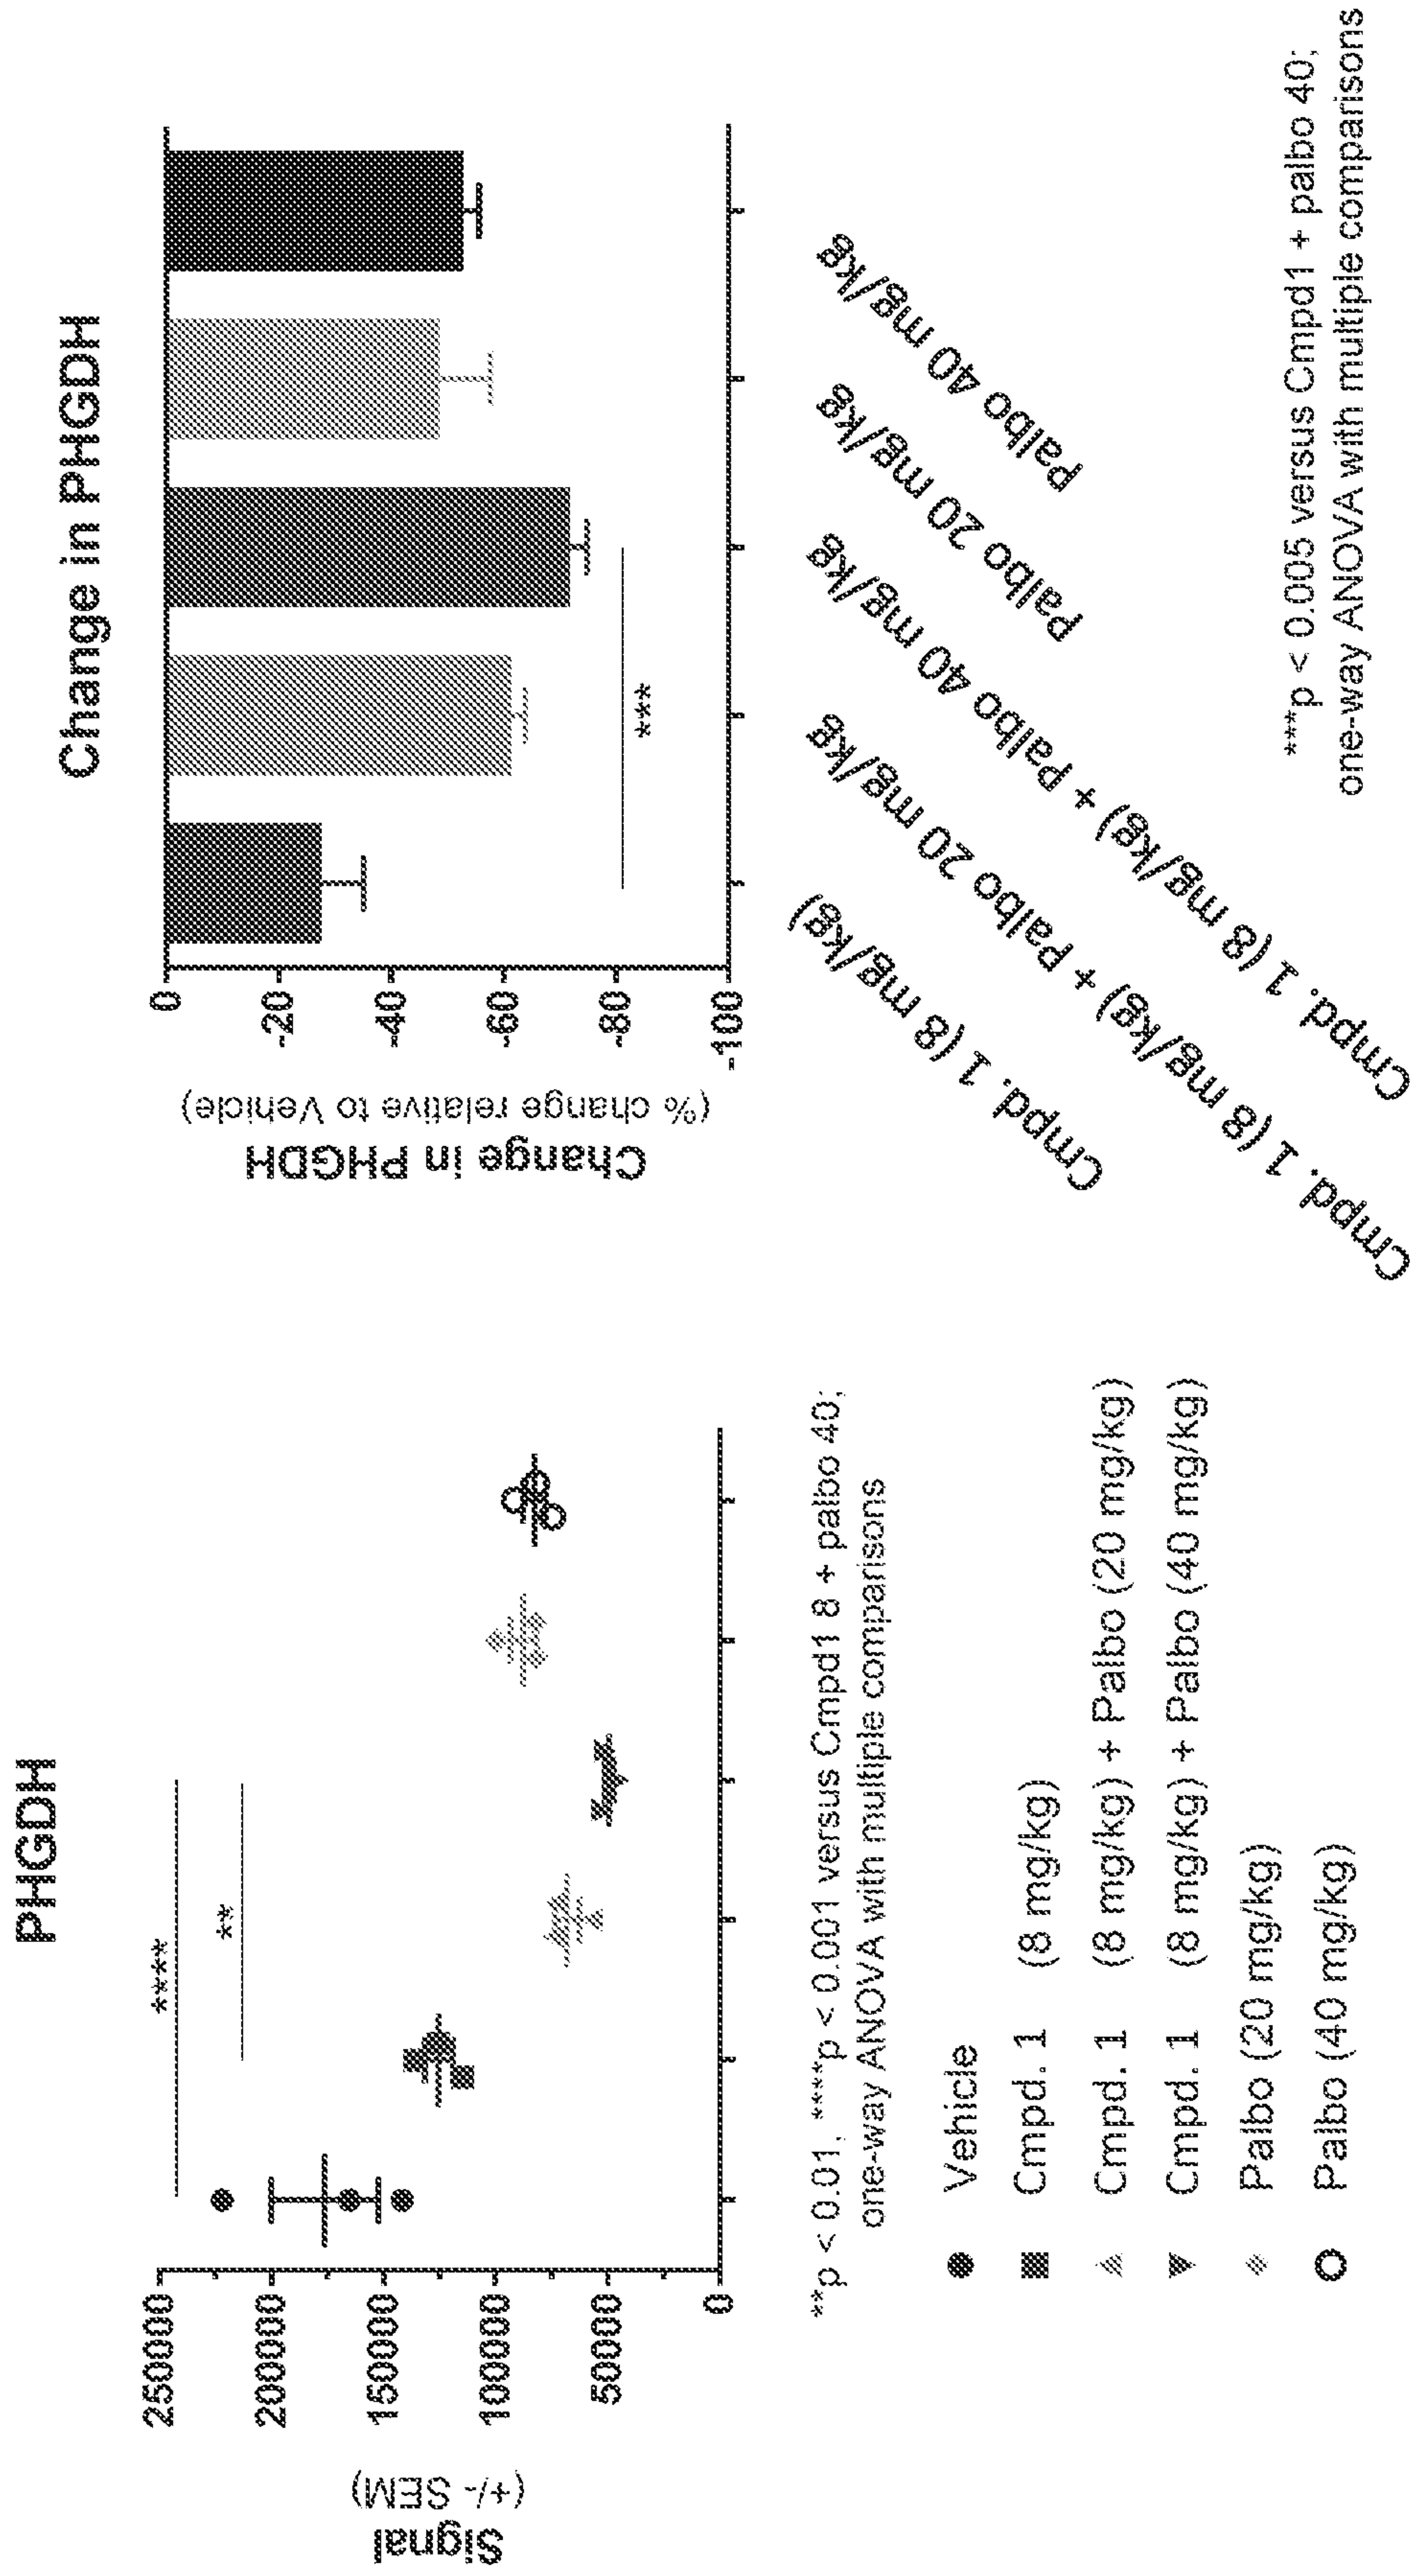 PHGDH
****
**
250000
200000
150000
100000
50000
0
Signal
(+/- SEM)
**p < 0.01, ****p < 0.001 versus Cmpd1 8 + palbo 40;
one-way ANOVA with multiple comparisons
Vehicle
Cmpd. 1 (8 mg/kg)
Cmpd. 1 (8 mg/kg) + Palbo (20 mg/kg)
Cmpd. 1 (8 mg/kg) + Palbo (40 mg/kg)
Palbo (20 mg/kg)
Palbo (40 mg/kg)
Change in PHGDH
0
-20
-40
-60
-80
-100
Change in PHGDH
(% change relative to Vehicle)
***
Cmpd. 1 (8 mg/kg)
Cmpd. 1 (8 mg/kg) + Palbo 20 mg/kg
Cmpd. 1 (8 mg/kg) + Palbo 40 mg/kg
Palbo 20 mg/kg
Palbo 40 mg/kg
***p < 0.005 versus Cmpd1 + palbo 40;
one-way ANOVA with multiple comparisons